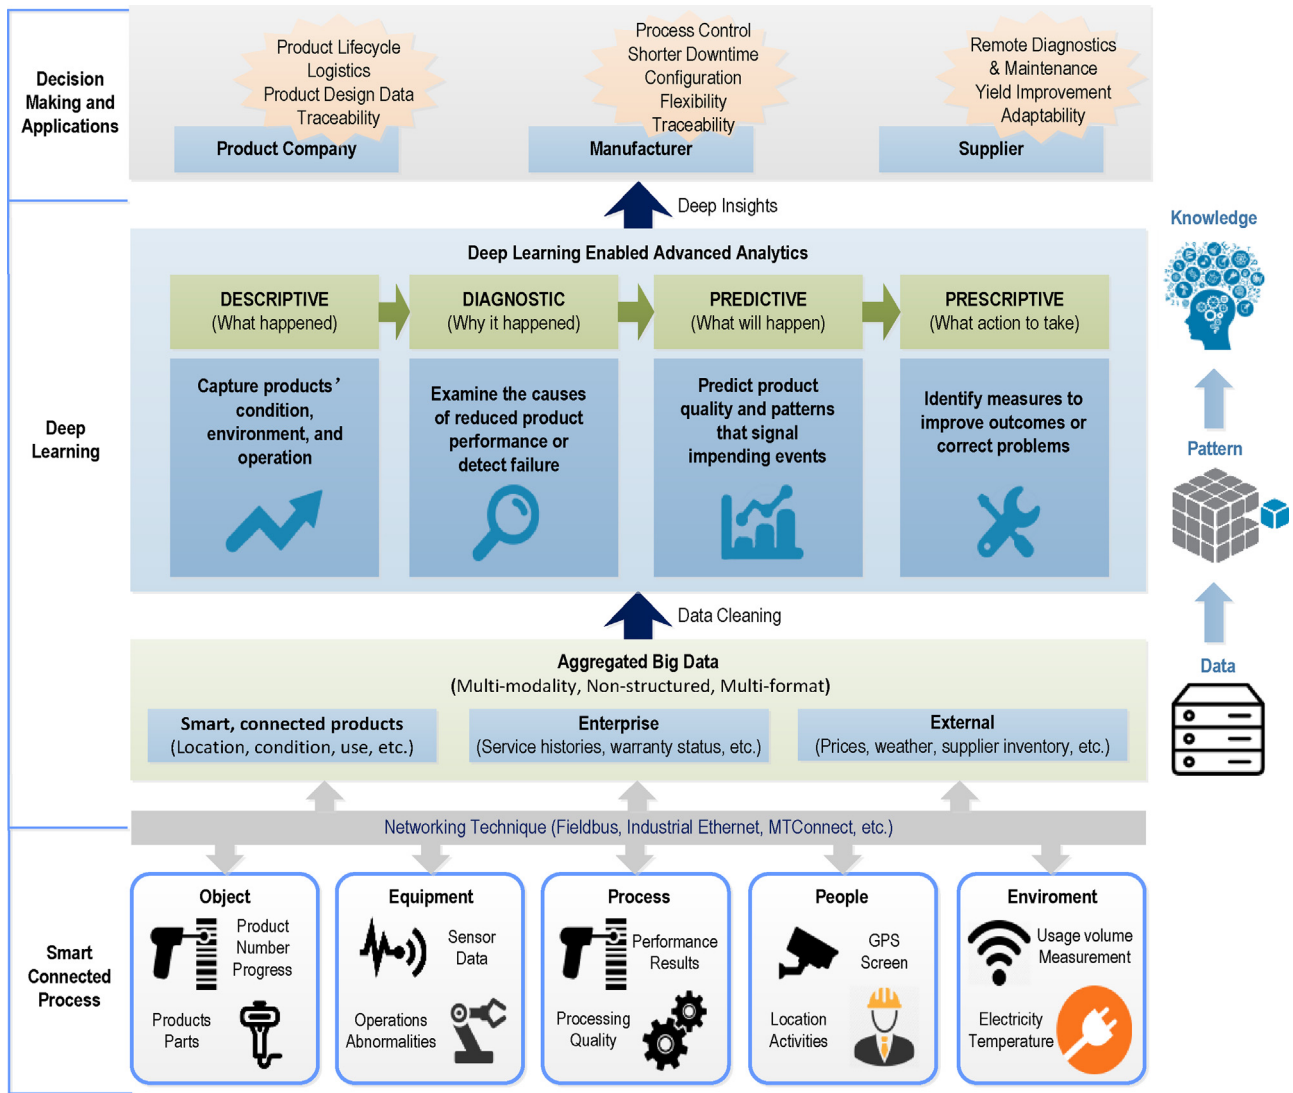 Decision
Making and
Applications
Product Lifecycle
Logistics
Product Design Data
Traceability
Product Company
Process Control
Shorter Downtime
Configuration
Flexibility
Traceability
Manufacturer
Remote Diagnostics
& Maintenance
Yield Improvement
Adaptability
Supplier
Deep Insights
Deep
Learning
Deep Learning Enabled Advanced Analytics
DESCRIPTIVE
(What happened)
DIAGNOSTIC
(Why it happened)
PREDICTIVE
(What will happen)
PRESCRIPTIVE
(What action to take)
Capture products’
condition,
environment, and
operation
Examine the causes
of reduced product
performance or
detect failure
Predict product
quality and patterns
that signal
impending events
Identify measures to
improve outcomes or
correct problems
Data Cleaning
Aggregated Big Data
(Multi-modality, Non-structured, Multi-format)
Smart, connected products
(Location, condition, use, etc.)
Enterprise
(Service histories, warranty status, etc.)
External
(Prices, weather, supplier inventory, etc.)
Knowledge
Pattern
Data
Networking Technique (Fieldbus, Industrial Ethernet, MTConnect, etc.)
Smart
Connected
Process
Object
Product
Number
Progress
Products
Parts
Equipment
Sensor
Data
Operations
Abnormalities
Process
Performance
Results
Processing
Quality
People
GPS
Screen
Location
Activities
Enviroment
Usage volume
Measurement
Electricity
Temperature